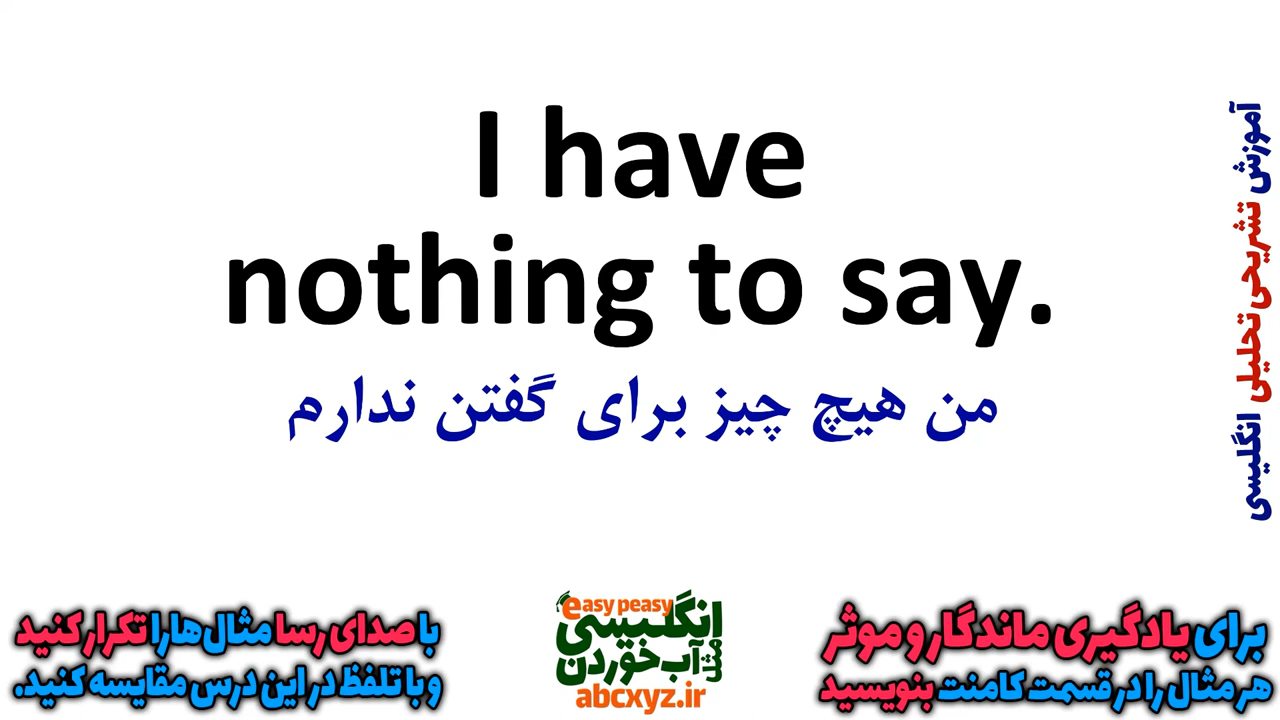 I have
nothing to say.
من هیچ چیز برای گفتن ندارم
آموزش تشریحی تحلیلی انگلیسی
برای یادگیری ماندگار و موثر
هر مثال را در قسمت کامنت بنویسید
easy peasy
انگلیسی
مثل آب خوردن
abcxyz.ir
با صدای رسا مثال‌ها را تکرار کنید
و با تلفظ در این درس مقایسه کنید.